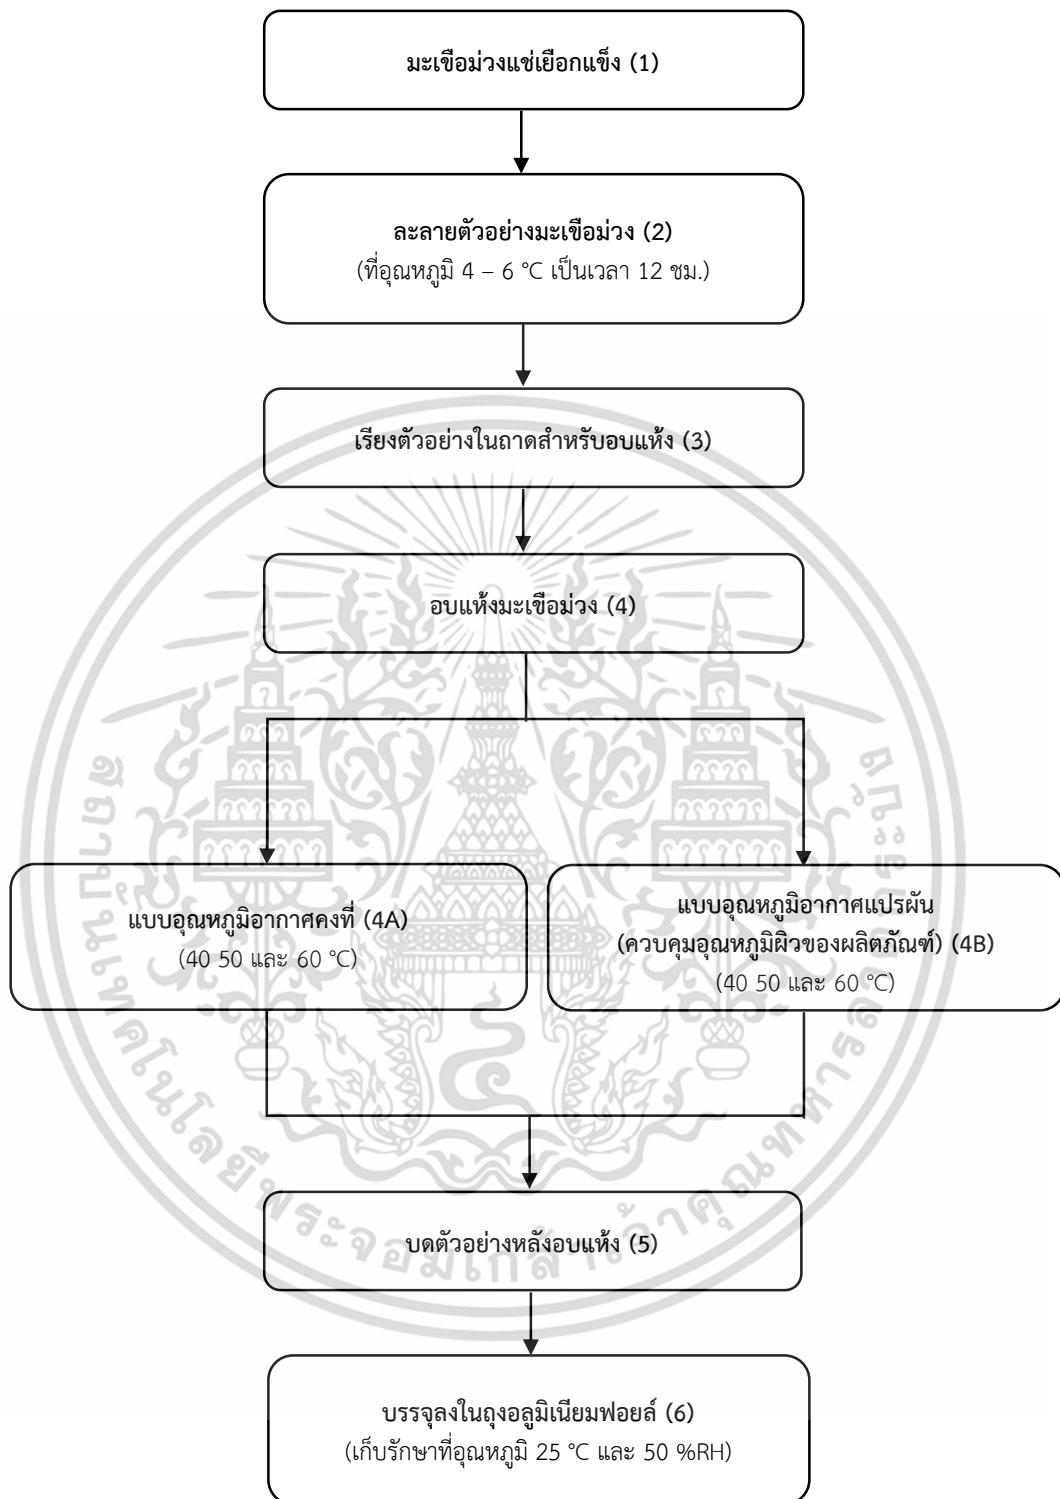 มะเขือม่วงแช่เยือกแข็ง (1)
ละลายตัวอย่างมะเขือม่วง (2)
(ที่อุณหภูมิ 4 – 6 °C เป็นเวลา 12 ชม.)
เรียงตัวอย่างในถาดสำหรับอบแห้ง (3)
อบแห้งมะเขือม่วง (4)
แบบอุณหภูมิอากาศคงที่ (4A)
(40 50 และ 60 °C)
แบบอุณหภูมิอากาศแปรผัน
(ควบคุมอุณหภูมิผิวของผลิตภัณฑ์) (4B)
(40 50 และ 60 °C)
บดตัวอย่างหลังอบแห้ง (5)
บรรจุลงในถุงอลูมิเนียมฟอยล์ (6)
(เก็บรักษาที่อุณหภูมิ 25 °C และ 50 %RH)